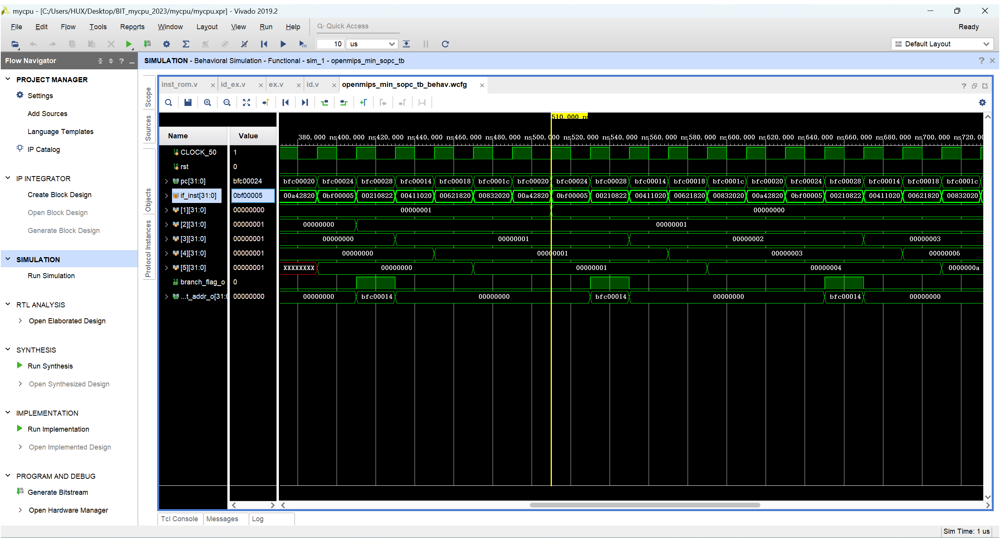 mycpu - [C:/Users/HUX/Desktop/BIT_mycpu_2023/mycpu/mycpu.xpr] - Vivado 2019.2
File Edit Flow Tools Reports Window Layout View Run Help Quick Access Ready
10 us Default Layout
Flow Navigator ? _
SIMULATION - Behavioral Simulation - Functional - sim_1 - openmips_min_sopc_tb ?
PROJECT MANAGER
Settings
Add Sources
Language Templates
IP Catalog
IP INTEGRATOR
Create Block Design
Open Block Design
Generate Block Design
SIMULATION
Run Simulation
RTL ANALYSIS
Open Elaborated Design
SYNTHESIS
Run Synthesis
Open Synthesized Design
IMPLEMENTATION
Run Implementation
Open Implemented Design
PROGRAM AND DEBUG
Generate Bitstream
Open Hardware Manager
Scope
Sources
Objects
Protocol Instances
inst_rom.v id_ex.v ex.v id.v openmips_min_sopc_tb_behav.wcfg ?
510.000 ns
Name Value
380.000 ns 400.000 ns 420.000 ns 440.000 ns 460.000 ns 480.000 ns 500.000 ns 520.000 ns 540.000 ns 560.000 ns 580.000 ns 600.000 ns 620.000 ns 640.000 ns 660.000 ns 680.000 ns 700.000 ns 720.00
CLOCK_50 1
rst 0
pc[31:0] bfc00024 bfc00020 bfc00024 bfc00028 bfc00014 bfc00018 bfc0001c bfc00020 bfc00024 bfc00028 bfc00014 bfc00018 bfc0001c bfc00020 bfc00024 bfc00028 bfc00014 bfc00018 bfc0001c
if_inst[31:0] 0bf00005 00a42820 0bf00005 00210822 00411020 00621820 00832020 00a42820 0bf00005 00210822 00411020 00621820 00832020 00a42820 0bf00005 00210822 00411020 00621820 00832020
[1][31:0] 00000000 00000001 00000000
[2][31:0] 00000001 00000000 00000001
[3][31:0] 00000001 00000000 00000001 00000002 00000003
[4][31:0] 00000001 00000000 00000001 00000003 00000006
[5][31:0] 00000001 XXXXXXXX 00000000 00000001 00000004 0000000a
branch_flag_o 0
...t_addr_o[31:0 00000000 00000000 bfc00014 00000000 bfc00014 00000000 bfc00014 00000000
Tcl Console Messages Log
Sim Time: 1 us